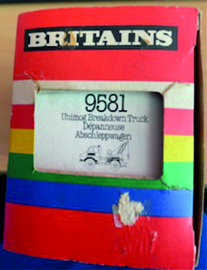 BRITAINS
9581
Unimog Breakdown Truck
Dépanneuse
Abschleppwagen